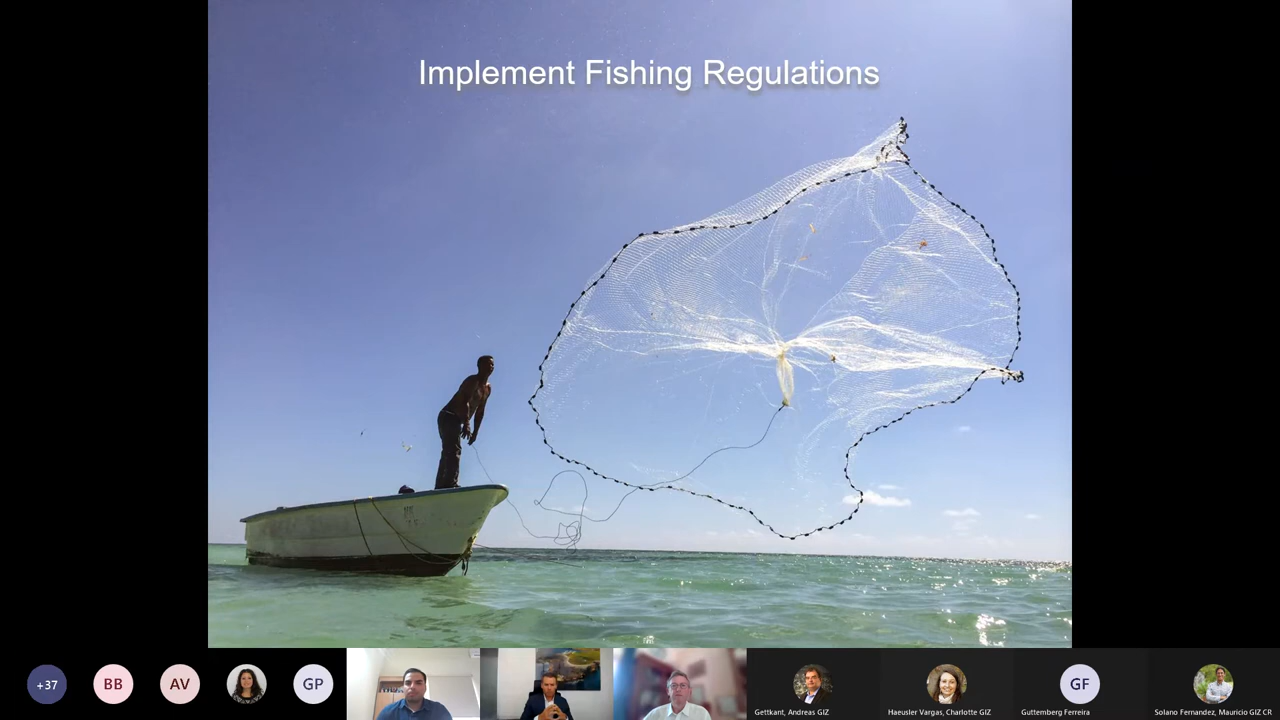 Implement Fishing Regulations
+37
BB
AV
GP
Gettkant, Andreas GIZ
Haeusler Vargas, Charlotte GIZ
GF
Guttemberg Ferreira
Solano Fernandez, Mauricio GIZ CR